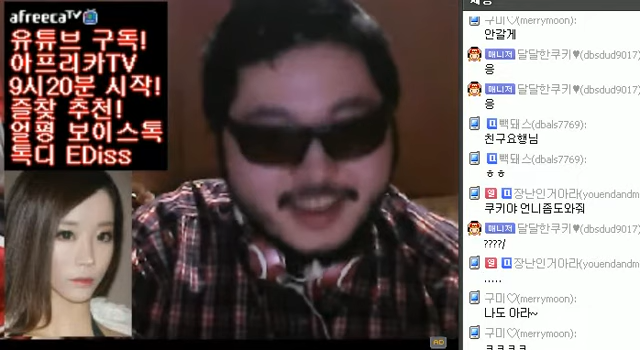 afreecaTV
유튜브 구독!
아프리카TV
9시20분 시작!
즐찾 추천!
얼평 보이스톡
톡디 EDiss
구미♡(merrymoon):
안갈게
매니저 달달한쿠키♥(dbsdud9017)
응
매니저 달달한쿠키♥(dbsdud9017)
응
백돼스(dbals7769):
친구요행님
백돼스(dbals7769):
ㅎㅎ
장난인거아라(youendandm
쿠키야 언니좀도와줘
매니저 달달한쿠키♥(dbsdud9017)
????/
장난인거아라(youendandm
.....
구미♡(merrymoon):
나도 아라~
구미♡(merrymoon):
ㅋㅋㅋㅋ
AD